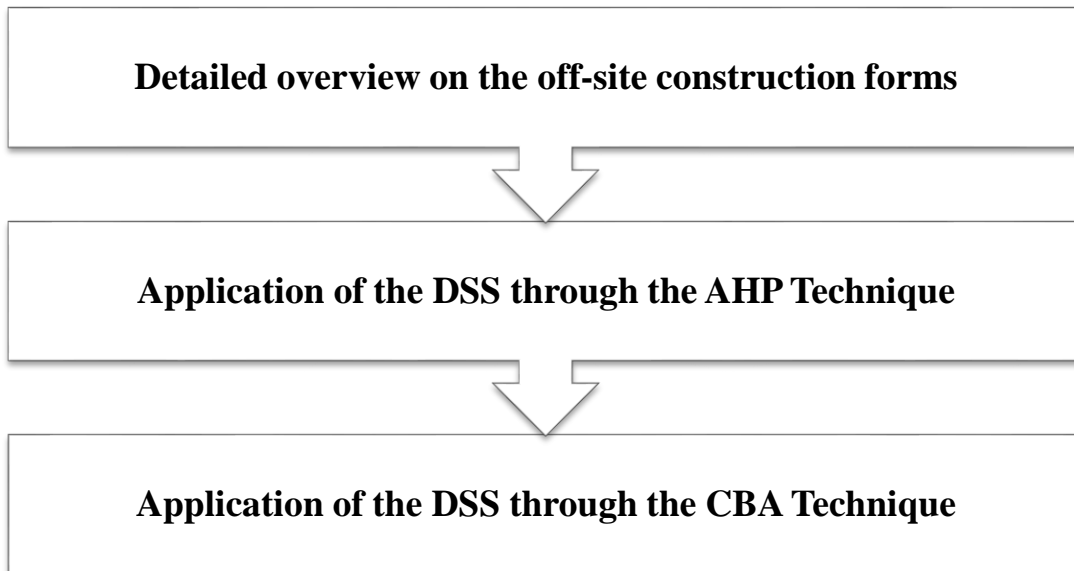 Detailed overview on the off-site construction forms
Application of the DSS through the AHP Technique
Application of the DSS through the CBA Technique